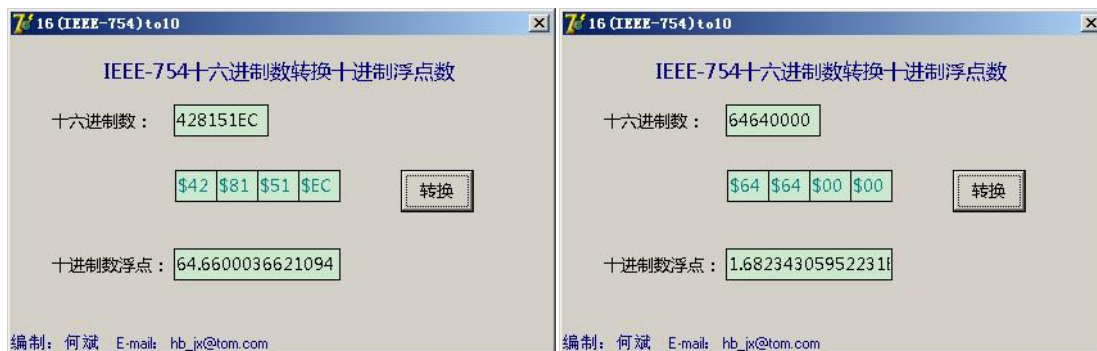 16(IEEE-754)to10
IEEE-754十六进制数转换十进制浮点数
十六进制数： 428151EC
$42 $81 $51 $EC 转换
十进制数浮点： 64.6600036621094
编制： 何斌 E-mail: hb_jx@tom.com
16(IEEE-754)to10
IEEE-754十六进制数转换十进制浮点数
十六进制数： 64640000
$64 $64 $00 $00 转换
十进制数浮点： 1.68234305952231E
编制： 何斌 E-mail: hb_jx@tom.com